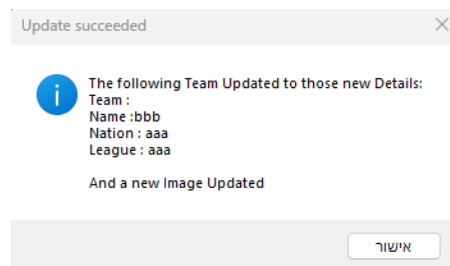 Update succeeded
The following Team Updated to those new Details:
Team :
Name :bbb
Nation : aaa
League : aaa
And a new Image Updated
אישור